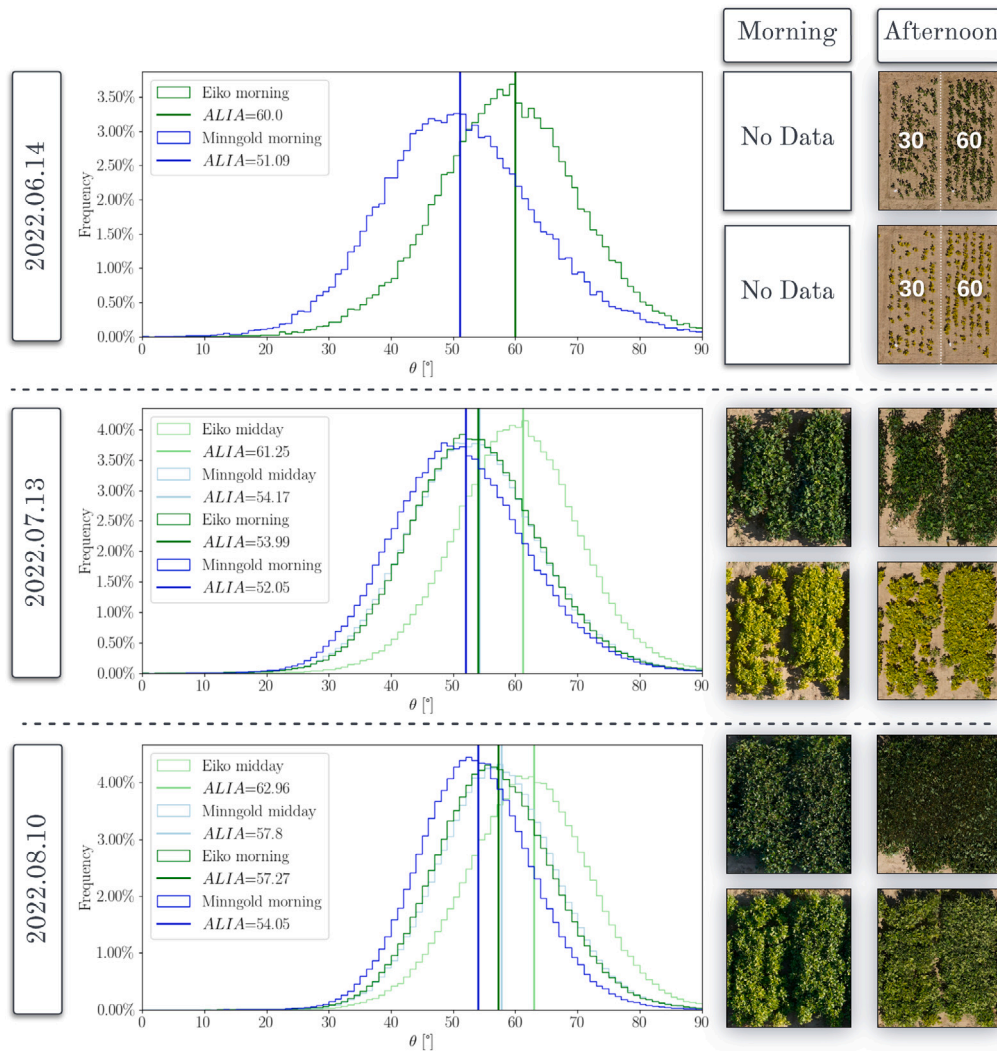 Morning
Afternoon
2022.06.14
Frequency
3.50%
3.00%
2.50%
2.00%
1.50%
1.00%
0.50%
0.00%
Eiko morning
ALIA=60.0
Minngold morning
ALIA=51.09
0 10 20 30 40 50 60 70 80 90
θ [°]
No Data
30 60
No Data
30 60
2022.07.13
Frequency
4.00%
3.50%
3.00%
2.50%
2.00%
1.50%
1.00%
0.50%
0.00%
Eiko midday
ALIA=61.25
Minngold midday
ALIA=54.17
Eiko morning
ALIA=53.99
Minngold morning
ALIA=52.05
0 10 20 30 40 50 60 70 80 90
θ [°]
2022.08.10
Frequency
4.00%
3.00%
2.00%
1.00%
0.00%
Eiko midday
ALIA=62.96
Minngold midday
ALIA=57.8
Eiko morning
ALIA=57.27
Minngold morning
ALIA=54.05
0 10 20 30 40 50 60 70 80 90
θ [°]